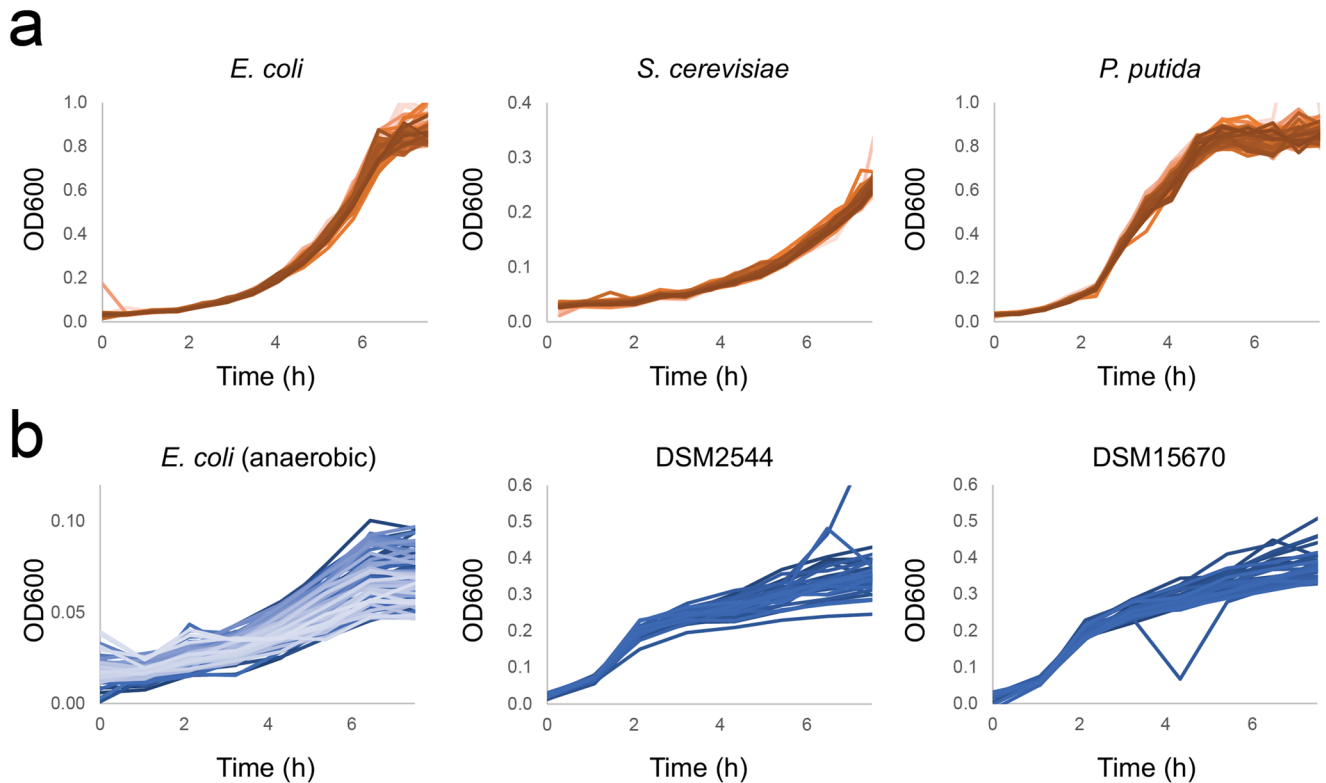 a
E. coli
S. cerevisiae
P. putida
OD600
1.0
0.8
0.6
0.4
0.2
0.0
0 2 4 6
Time (h)
OD600
0.4
0.3
0.2
0.1
0.0
0 2 4 6
Time (h)
OD600
1.0
0.8
0.6
0.4
0.2
0.0
0 2 4 6
Time (h)
b
E. coli (anaerobic)
DSM2544
DSM15670
OD600
0.10
0.05
0.00
0 2 4 6
Time (h)
OD600
0.6
0.5
0.4
0.3
0.2
0.1
0.0
0 2 4 6
Time (h)
OD600
0.6
0.5
0.4
0.3
0.2
0.1
0.0
0 2 4 6
Time (h)